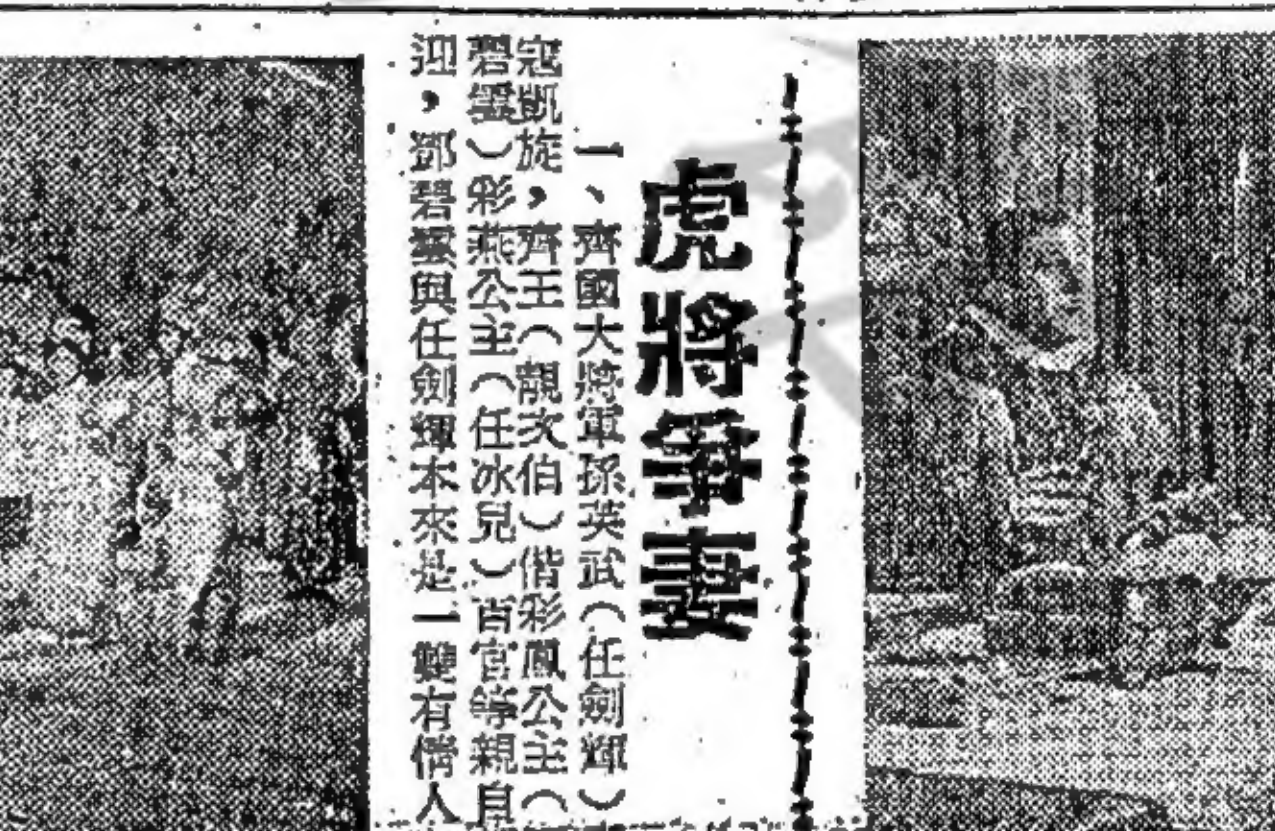 虎將爭妻
一、齊國大將軍孫英武（任劍輝）
寇凱旋，齊王（靚次伯）偕彩鳳公主（
碧雲）彩燕公主（任冰兒）百官等親自
迎，鄧碧雲與任劍輝本來是一雙有情人